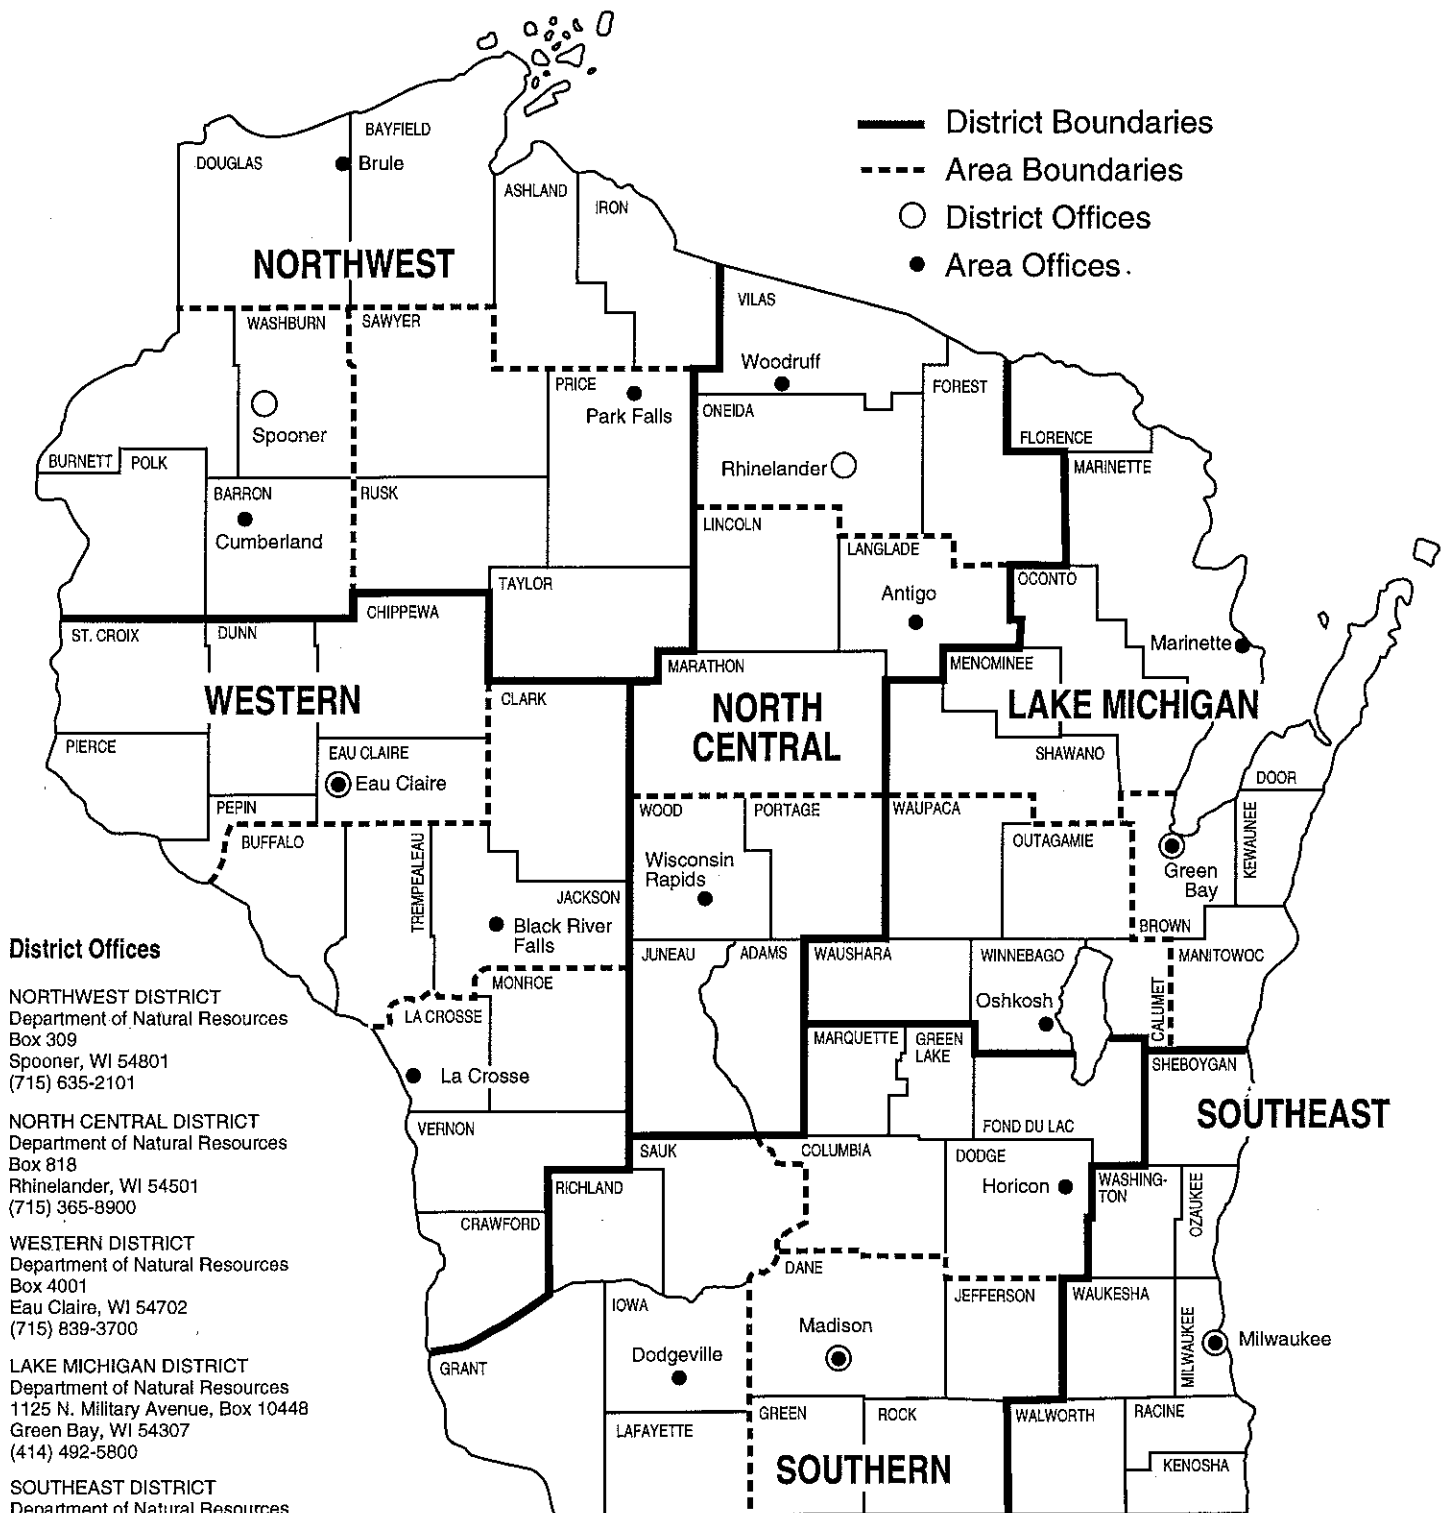 District Boundaries
Area Boundaries
District Offices
Area Offices
BAYFIELD
DOUGLAS
Brule
ASHLAND
IRON
NORTHWEST
VILAS
WASHBURN
SAWYER
Woodruff
PRICE
FOREST
Park Falls
ONEIDA
Spooner
FLORENCE
BURNETT
POLK
Rhinelander
MARINETTE
BARRON
RUSK
LINCOLN
Cumberland
LANGLADE
TAYLOR
OCONTO
Antigo
CHIPPEWA
ST. CROIX
DUNN
Marinette
MARATHON
MENOMINEE
WESTERN
CLARK
NORTH
CENTRAL
LAKE MICHIGAN
PIERCE
EAU CLAIRE
SHAWANO
Eau Claire
DOOR
PEPIN
WOOD
PORTAGE
WAUPACA
BUFFALO
OUTAGAMIE
KEWAUNEE
Wisconsin
Rapids
TREMPEALEAU
Green
Bay
JACKSON
Black River
Falls
BROWN
JUNEAU
ADAMS
WAUSHARA
WINNEBAGO
MANITOWOC
MONROE
Oshkosh
CALUMET
LA CROSSE
MARQUETTE
GREEN
LAKE
SHEBOYGAN
La Crosse
SOUTHEAST
VERNON
FOND DU LAC
SAUK
COLUMBIA
DODGE
RICHLAND
Horicon
WASHING-
TON
OZAUKEE
CRAWFORD
DANE
IOWA
JEFFERSON
WAUKESHA
Madison
MILWAUKEE
Milwaukee
Dodgeville
GRANT
LAFAYETTE
GREEN
ROCK
WALWORTH
RACINE
SOUTHERN
KENOSHA
District Offices
NORTHWEST DISTRICT
Department of Natural Resources
Box 309
Spooner, WI 54801
(715) 635-2101
NORTH CENTRAL DISTRICT
Department of Natural Resources
Box 818
Rhinelander, WI 54501
(715) 365-8900
WESTERN DISTRICT
Department of Natural Resources
Box 4001
Eau Claire, WI 54702
(715) 839-3700
LAKE MICHIGAN DISTRICT
Department of Natural Resources
1125 N. Military Avenue, Box 10448
Green Bay, WI 54307
(414) 492-5800
SOUTHEAST DISTRICT
Department of Natural Resources